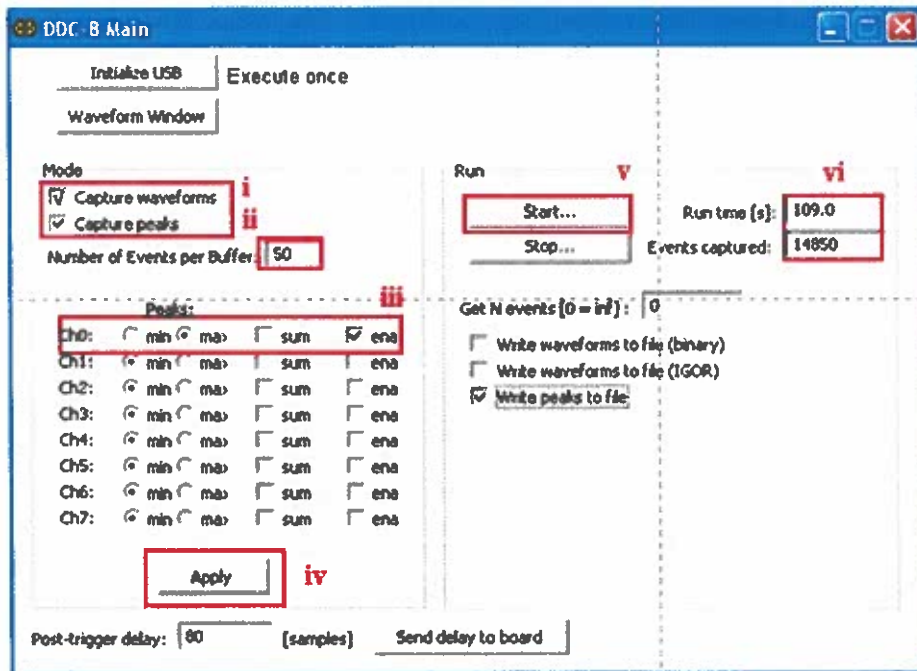 DDC-8 Main
Initialize USB Execute once
Waveform Window
Mode
i
Capture waveforms
ii
Capture peaks
Number of Events per Buffer: 50
iii
Peaks:
Ch0: min max sum ena
Ch1: min max sum ena
Ch2: min max sum ena
Ch3: min max sum ena
Ch4: min max sum ena
Ch5: min max sum ena
Ch6: min max sum ena
Ch7: min max sum ena
Apply iv
Run
v
vi
Start... Run time (s): 109.0
Stop... Events captured: 14850
Get N events (0 = inf) : 0
Write waveforms to file (binary)
Write waveforms to file (IGOR)
Write peaks to file
Post-trigger delay: 80 [samples] Send delay to board